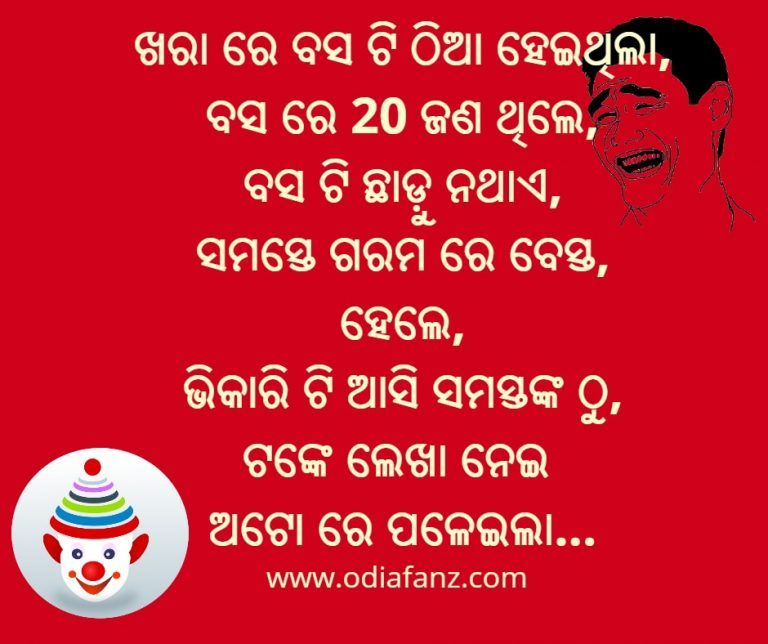 ଖରା ରେ ବସ ଟି ଠିଆ ହେଇଥିଲା,
ବସ ରେ 20 ଜଣ ଥିଲେ,
ବସ ଟି ଛାଡୁ଼ ନଥାଏ,
ସମସ୍ତେ ଗରମ ରେ ବେସ୍ତ,
ହେଲେ,
ଭିକାରି ଟି ଆସି ସମସ୍ତଙ୍କ ଠୁ,
ଟଙ୍କେ ଲେଖା ନେଇ
ଅଟୋ ରେ ପଳେଇଲା...
www.odiafanz.com